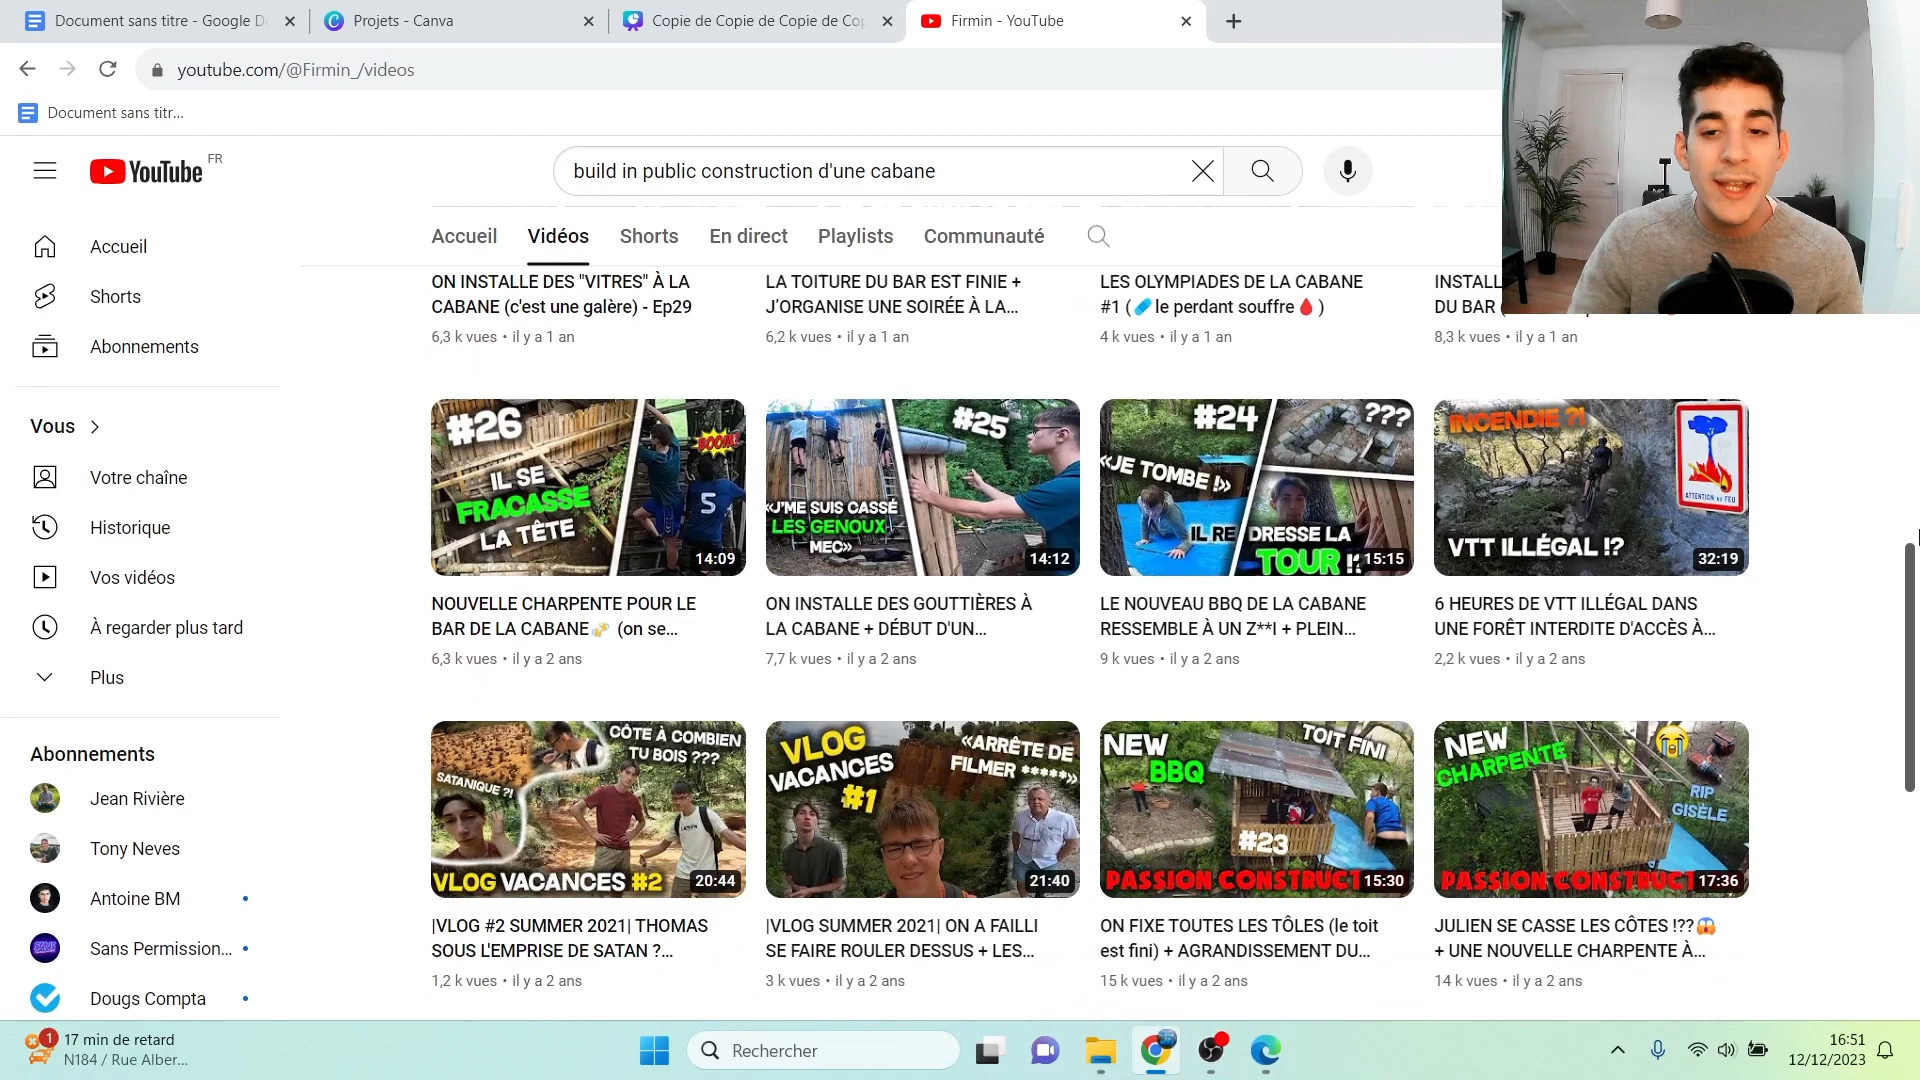 Document sans titre - Google D
Projets - Canva
Copie de Copie de Copie de Cop
Firmin - YouTube
youtube.com/@Firmin_/videos
Document sans titr...
YouTube FR
build in public construction d'une cabane
Accueil
Shorts
Abonnements
Vous
Votre chaîne
Historique
Vos vidéos
À regarder plus tard
Plus
Abonnements
Jean Rivière
Tony Neves
Antoine BM
Sans Permission...
Dougs Compta
Accueil Vidéos Shorts En direct Playlists Communauté
ON INSTALLE DES "VITRES" À LA
CABANE (c'est une galère) - Ep29
6,3 k vues • il y a 1 an
LA TOITURE DU BAR EST FINIE +
J’ORGANISE UNE SOIRÉE À LA...
6,2 k vues • il y a 1 an
LES OLYMPIADES DE LA CABANE
#1 (🩹le perdant souffre🩸)
4 k vues • il y a 1 an
INSTALL
DU BAR (
8,3 k vues • il y a 1 an
#26
IL SE
FRACASSE
LA TÊTE
BOOM!
5
14:09
NOUVELLE CHARPENTE POUR LE
BAR DE LA CABANE🍻 (on se...
6,3 k vues • il y a 2 ans
#25
«J'ME SUIS CASSÉ
LES GENOUX
MEC»
14:12
ON INSTALLE DES GOUTTIÈRES À
LA CABANE + DÉBUT D'UN...
7,7 k vues • il y a 2 ans
#24
???
«JE TOMBE !»
IL RE DRESSE LA
TOUR !?
15:15
LE NOUVEAU BBQ DE LA CABANE
RESSEMBLE À UN Z**I + PLEIN...
9 k vues • il y a 2 ans
INCENDIE ?!
ATTENTION AU FEU
VTT ILLÉGAL !?
32:19
6 HEURES DE VTT ILLÉGAL DANS
UNE FORÊT INTERDITE D'ACCÈS À...
2,2 k vues • il y a 2 ans
CÔTE À COMBIEN
TU BOIS ???
SATANIQUE ?!
VLOG VACANCES #2
20:44
|VLOG #2 SUMMER 2021| THOMAS
SOUS L'EMPRISE DE SATAN ?...
1,2 k vues • il y a 2 ans
VLOG
VACANCES
#1
«ARRÊTE DE
FILMER *****»
21:40
|VLOG SUMMER 2021| ON A FAILLI
SE FAIRE ROULER DESSUS + LES...
3 k vues • il y a 2 ans
NEW
BBQ
TOIT FINI
#23
PASSION CONSTRUCT
15:30
ON FIXE TOUTES LES TÔLES (le toit
est fini) + AGRANDISSEMENT DU...
15 k vues • il y a 2 ans
NEW
CHARPENTE
RIP
GISÈLE
PASSION CONSTRUCT
17:36
JULIEN SE CASSE LES CÔTES !??😱
+ UNE NOUVELLE CHARPENTE À...
14 k vues • il y a 2 ans
1
17 min de retard
N184 / Rue Alber...
Rechercher
16:51
12/12/2023